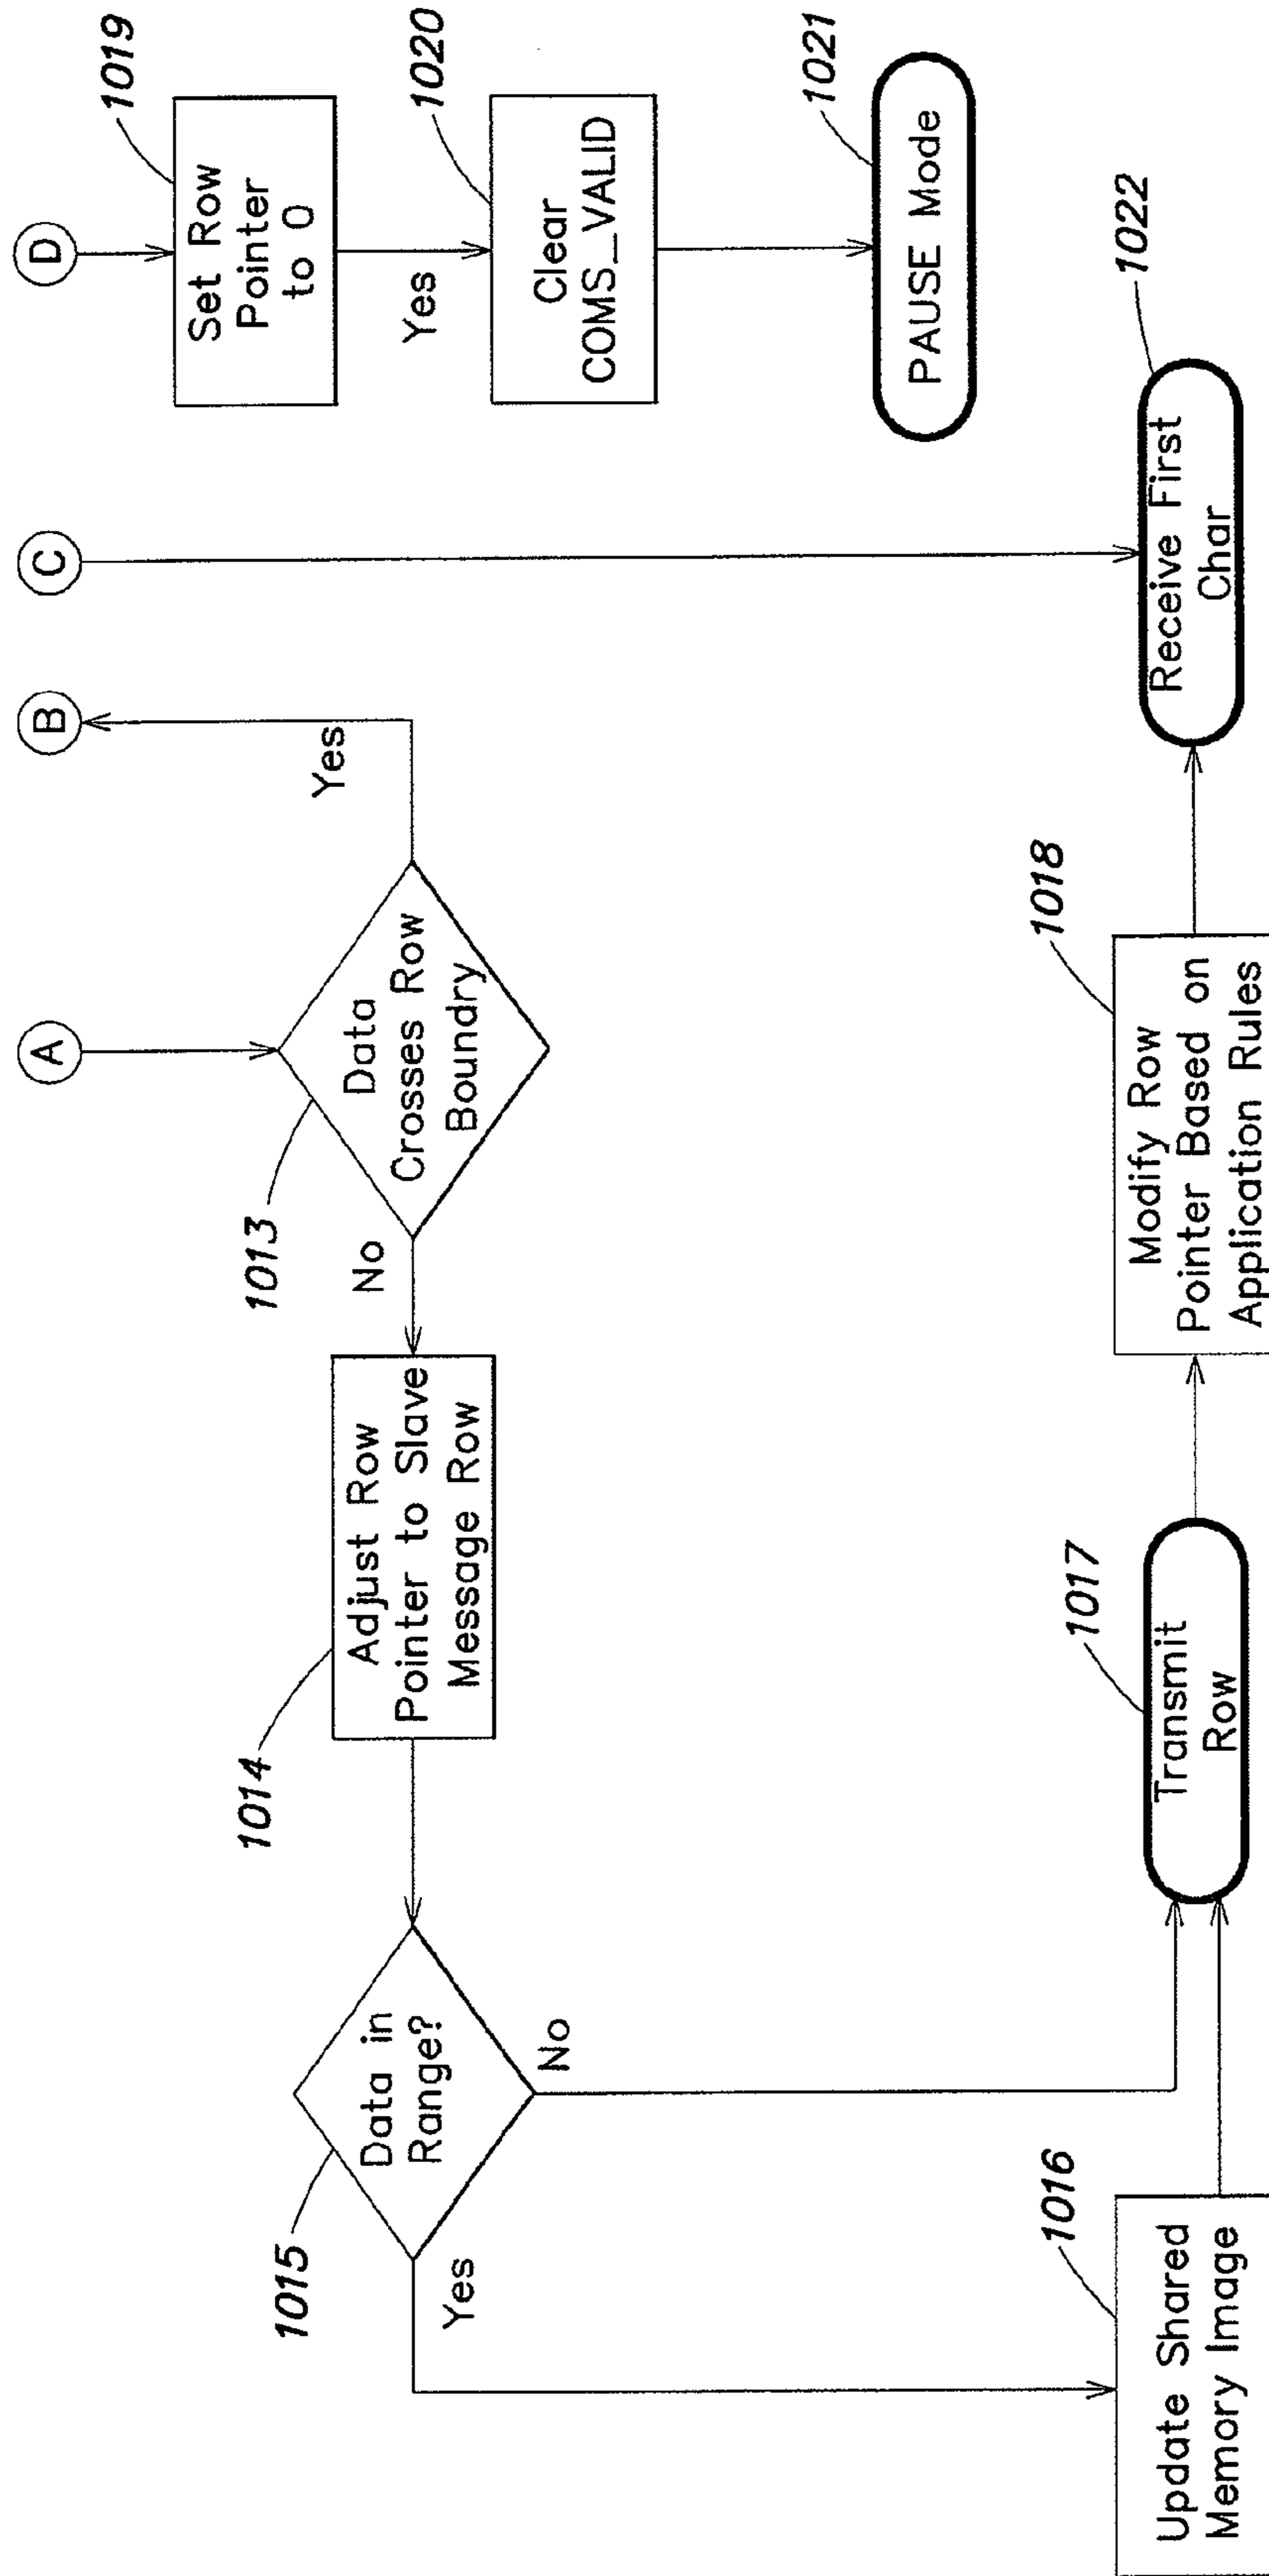 A
B
C
D
1013
Data
Crosses Row
Boundry
Yes
No
1014
Adjust Row
Pointer to Slave
Message Row
1015
Data in
Range?
Yes
No
1016
Update Shared
Memory Image
1017
Transmit
Row
1018
Modify Row
Pointer Based on
Application Rules
1019
Set Row
Pointer
to 0
Yes
1020
Clear
COMS_VALID
1021
PAUSE Mode
1022
Receive First
Char